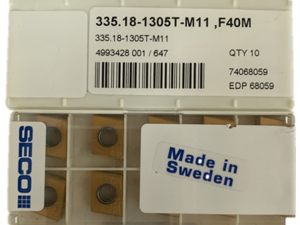 335.18-1305T-M11 ,F40M
335.18-1305T-M11
4993428 001 / 647
QTY 10
74068059
EDP 68059
SECO
Made in
Sweden